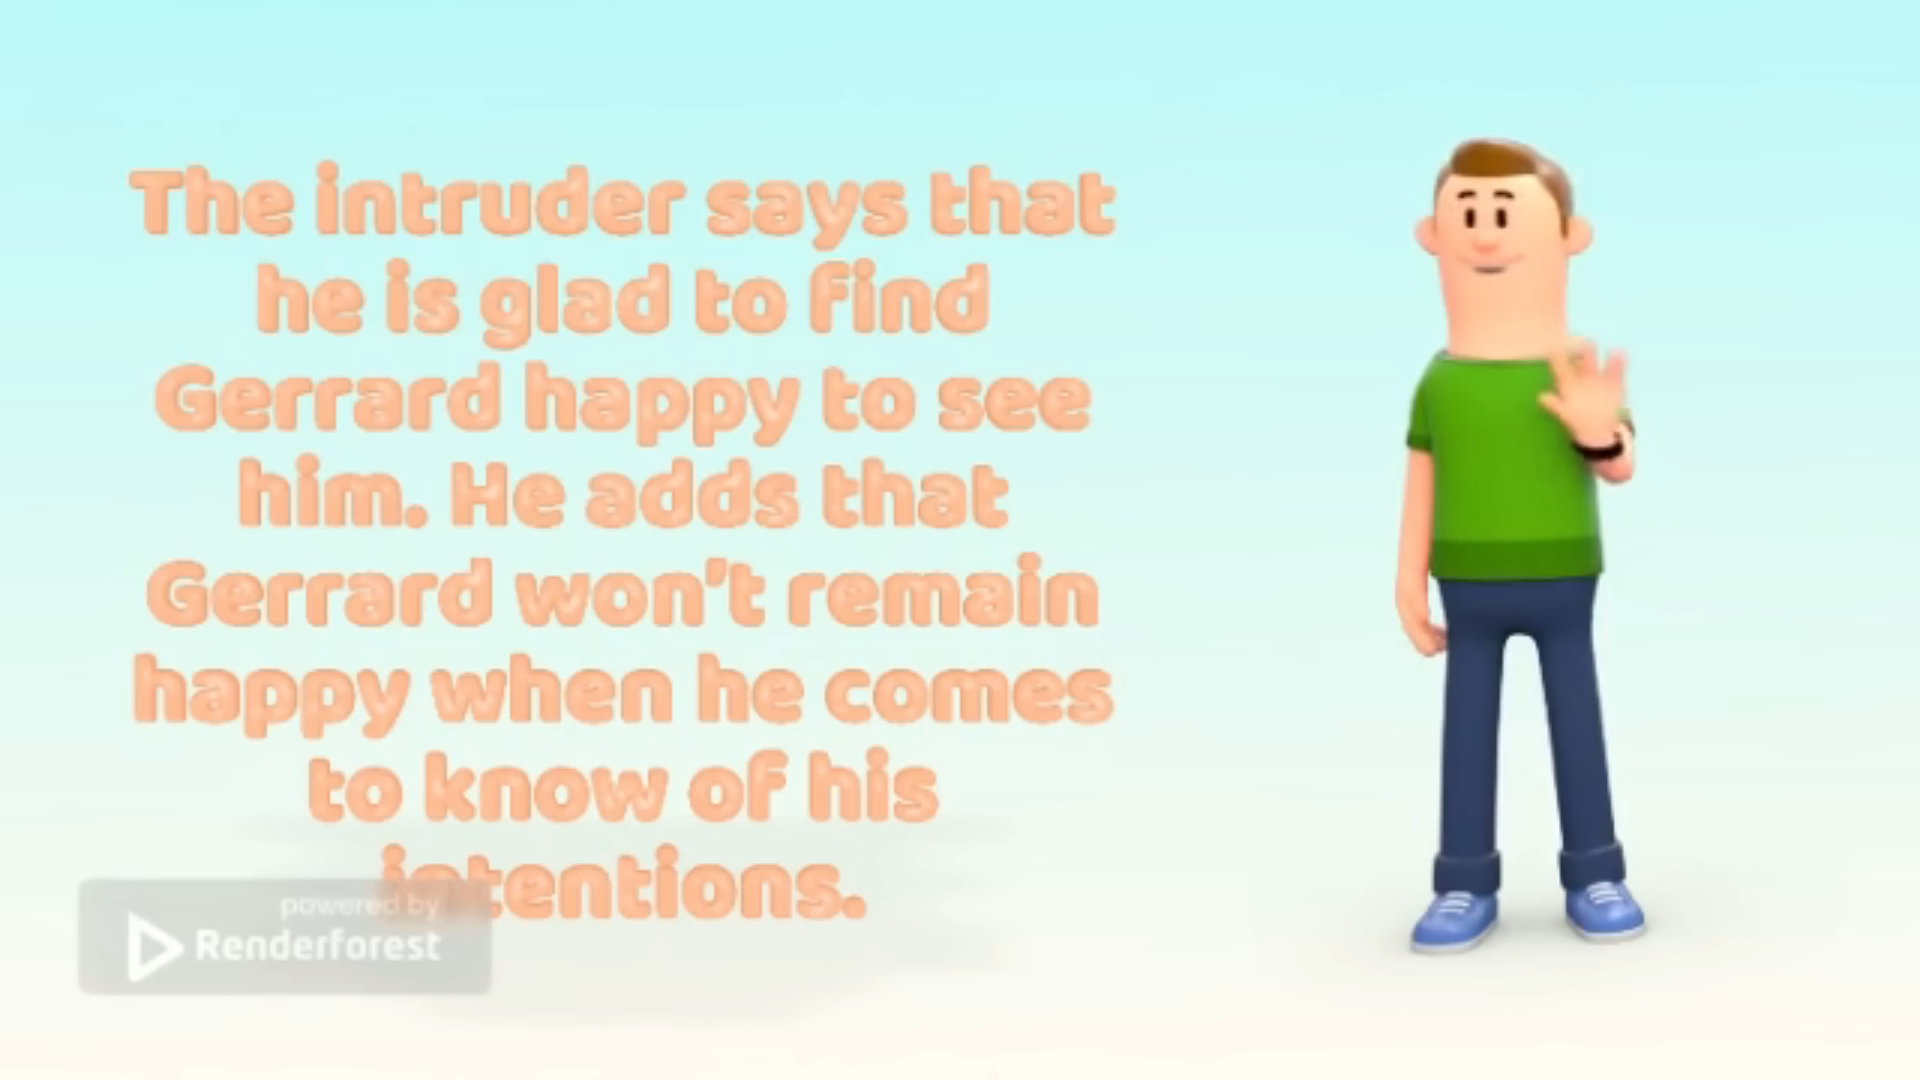 The intruder says that
he is glad to find
Gerrard happy to see
him. He adds that
Gerrard won't remain
happy when he comes
to know of his
intentions.
powered by
Renderforest